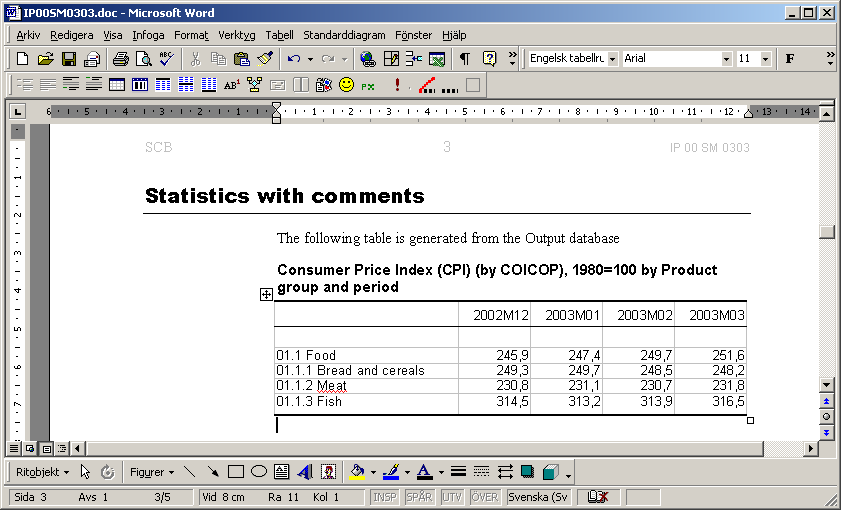 IP00SM0303.doc - Microsoft Word
Arkiv Redigera Visa Infoga Format Verktyg Tabell Standarddiagram Fönster Hjälp
Engelsk tabellru Arial 11 F
AB¹ PX
6 5 4 3 2 1 1 2 3 4 5 6 7 8 9 10 11 12 13 14
SCB 3 IP 00 SM 0303
Statistics with comments
The following table is generated from the Output database
Consumer Price Index (CPI) (by COICOP), 1980=100 by Product
group and period
2002M12 2003M01 2003M02 2003M03
01.1 Food 245,9 247,4 249,7 251,6
01.1.1 Bread and cereals 249,3 249,7 248,5 248,2
01.1.2 Meat 230,8 231,1 230,7 231,8
01.1.3 Fish 314,5 313,2 313,9 316,5
Ritobjekt Figurer
Sida 3 Avs 1 3/5 Vid 8 cm Ra 11 Kol 1 INSP SPÅR UTV ÖVER Svenska (Sv